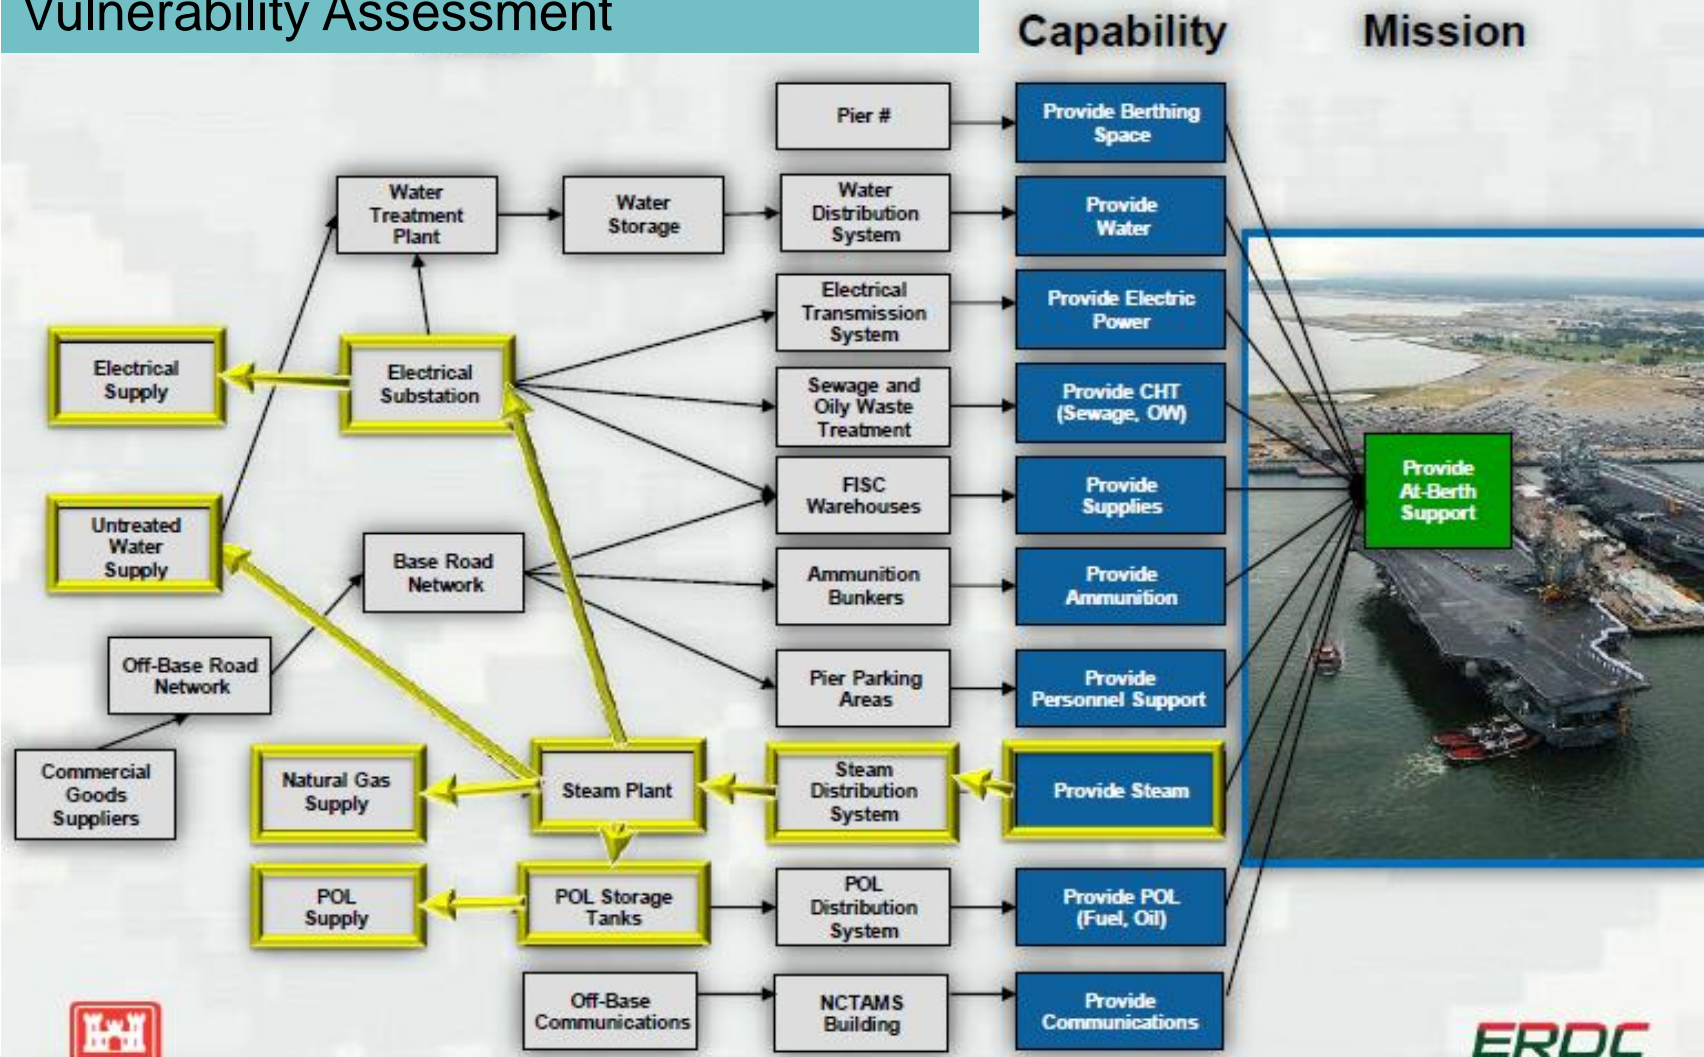 Vulnerability Assessment
Capability
Mission
Pier #
Provide Berthing
Space
Water
Treatment
Plant
Water
Storage
Water
Distribution
System
Provide
Water
Electrical
Transmission
System
Provide Electric
Power
Electrical
Supply
Electrical
Substation
Sewage and
Oily Waste
Treatment
Provide CHT
(Sewage, OW)
FISC
Warehouses
Provide
Supplies
Provide
At-Berth
Support
Untreated
Water
Supply
Base Road
Network
Ammunition
Bunkers
Provide
Ammunition
Off-Base Road
Network
Pier Parking
Areas
Provide
Personnel Support
Commercial
Goods
Suppliers
Natural Gas
Supply
Steam Plant
Steam
Distribution
System
Provide Steam
POL
Supply
POL Storage
Tanks
POL
Distribution
System
Provide POL
(Fuel, Oil)
Off-Base
Communications
NCTAMS
Building
Provide
Communications
ERDC